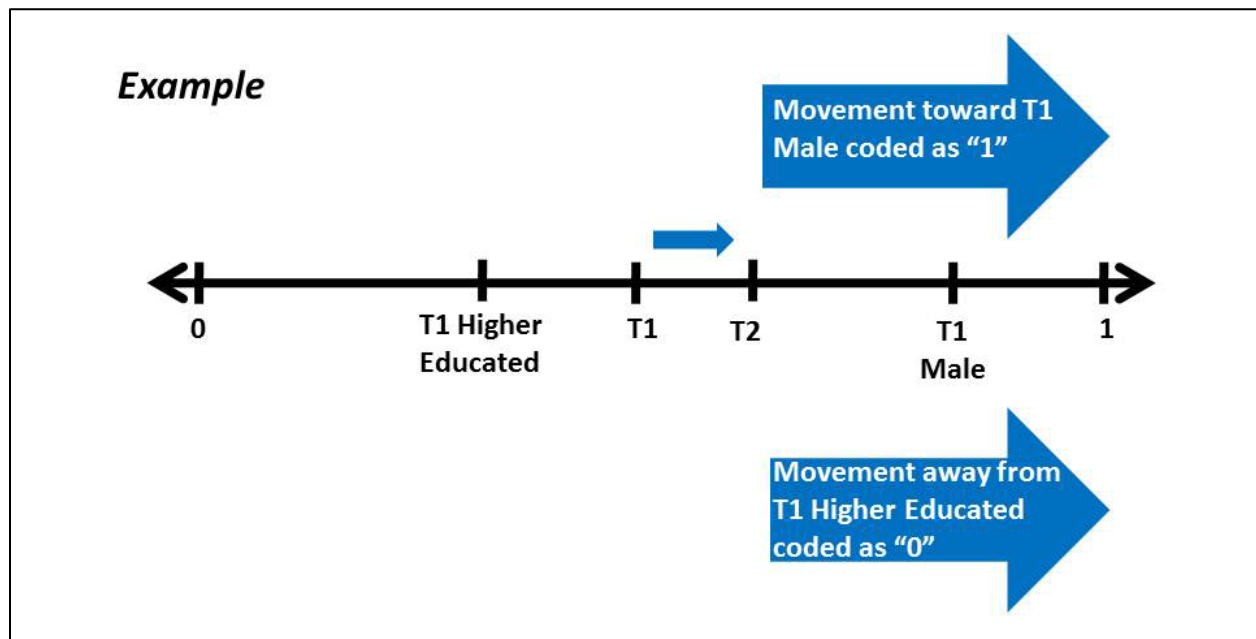 Example
Movement toward T1
Male coded as “1”
0
T1 Higher
Educated
T1
T2
T1
Male
1
Movement away from
T1 Higher Educated
coded as “0”